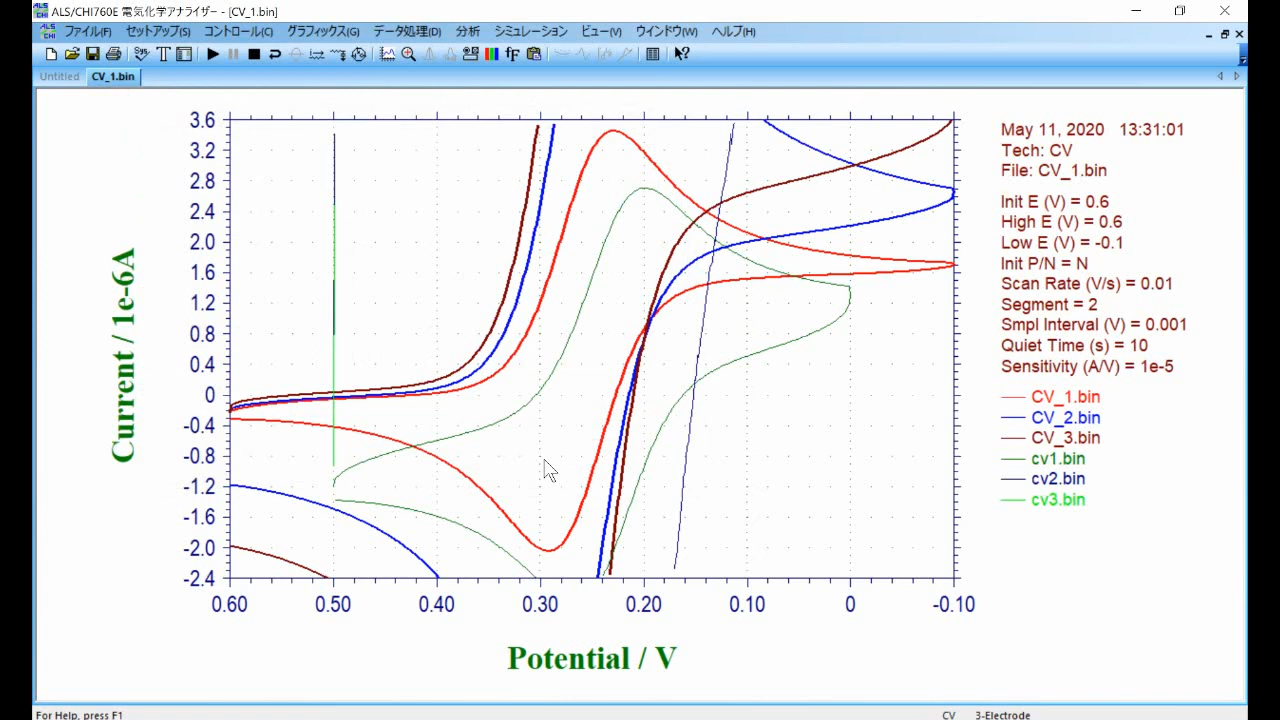 ALS/CHI760E 電気化学アナライザー - [CV_1.bin]
ファイル(F) セットアップ(S) コントロール(C) グラフィックス(G) データ処理(D) 分析 シミュレーション ビュー(V) ウインドウ(W) ヘルプ(H)
Untitled CV_1.bin
3.6
3.2
2.8
2.4
2.0
1.6
1.2
0.8
0.4
0
-0.4
-0.8
-1.2
-1.6
-2.0
-2.4
Current / 1e-6A
0.60 0.50 0.40 0.30 0.20 0.10 0 -0.10
Potential / V
May 11, 2020 13:31:01
Tech: CV
File: CV_1.bin
Init E (V) = 0.6
High E (V) = 0.6
Low E (V) = -0.1
Init P/N = N
Scan Rate (V/s) = 0.01
Segment = 2
Smpl Interval (V) = 0.001
Quiet Time (s) = 10
Sensitivity (A/V) = 1e-5
CV_1.bin
CV_2.bin
CV_3.bin
cv1.bin
cv2.bin
cv3.bin
For Help, press F1 CV 3-Electrode